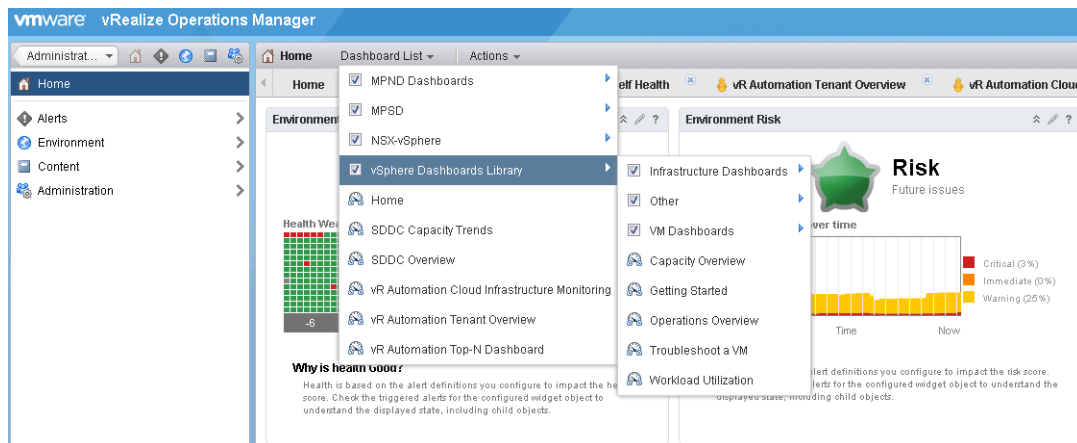 vmware vRealize Operations Manager
Administrat...
Home Dashboard List Actions
Home
Home elf Health vR Automation Tenant Overview vR Automation Clou
Alerts
Environment
Content
Administration
MPND Dashboards
MPSD
NSX-vSphere
vSphere Dashboards Library
Home
SDDC Capacity Trends
SDDC Overview
vR Automation Cloud Infrastructure Monitoring
vR Automation Tenant Overview
vR Automation Top-N Dashboard
Infrastructure Dashboards
Other
VM Dashboards
Capacity Overview
Getting Started
Operations Overview
Troubleshoot a VM
Workload Utilization
Environment
?
Health Wea
-6
Why is health Good?
Health is based on the alert definitions you configure to impact the he
score. Check the triggered alerts for the configured widget object to
understand the displayed state, including child objects.
Environment Risk
?
Risk
Future issues
over time
Critical (3%)
Immediate (0%)
Warning (25%)
Time Now
lert definitions you configure to impact the risk score.
lerts for the configured widget object to understand the
displayed state, including child objects.